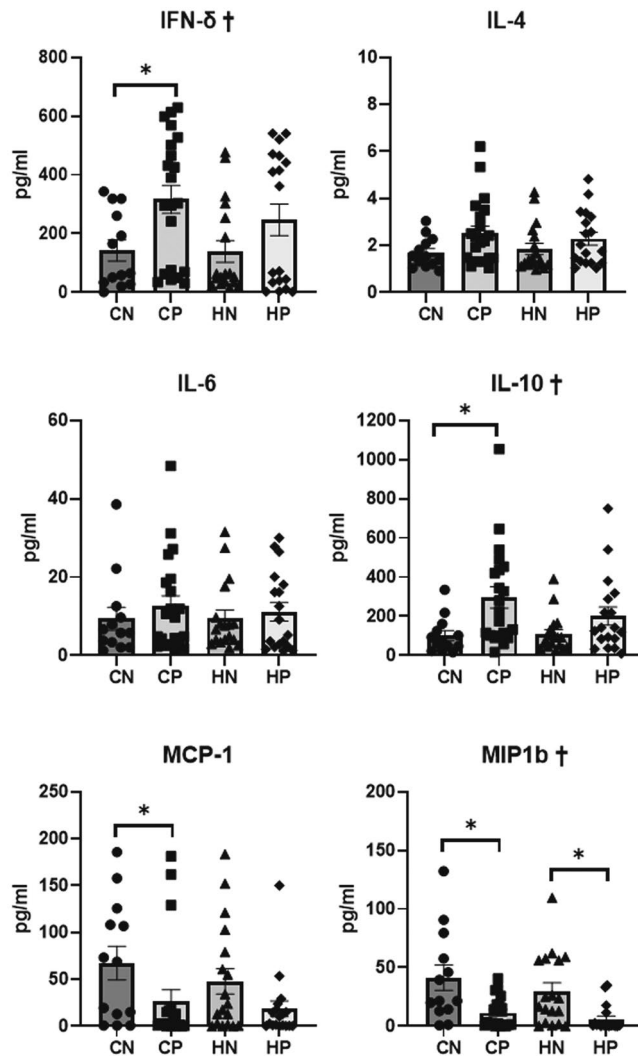 IFN-δ †
IL-4
pg/ml
800
600
400
200
0
*
CN CP HN HP
pg/ml
10
8
6
4
2
0
CN CP HN HP
IL-6
IL-10 †
pg/ml
60
40
20
0
CN CP HN HP
pg/ml
1200
1000
800
600
400
200
0
*
CN CP HN HP
MCP-1
MIP1b †
pg/ml
250
200
150
100
50
0
*
CN CP HN HP
pg/ml
200
150
100
50
0
*
*
CN CP HN HP